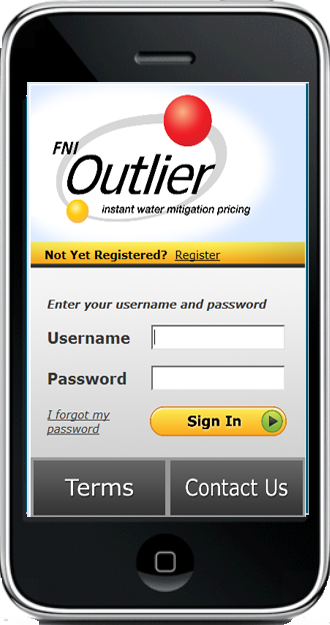 FNI
Outlier
instant water mitigation pricing
Not Yet Registered? Register
Enter your username and password
Username
Password
I forgot my
password
Sign In
Terms
Contact Us